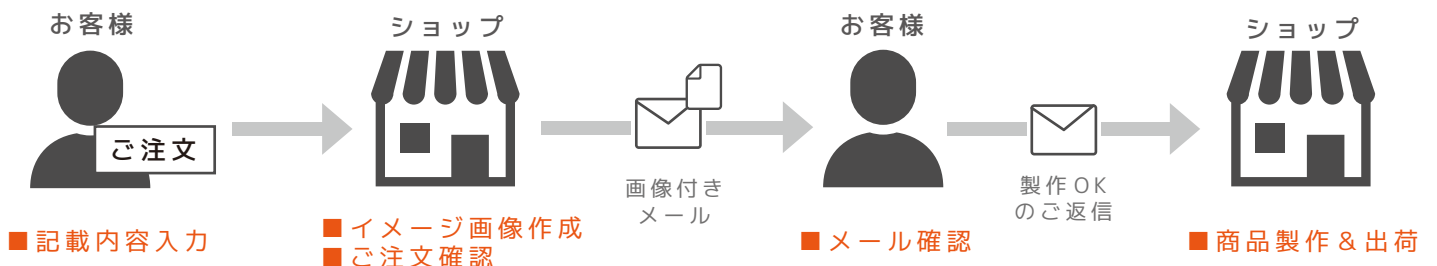 お客様
ご注文
■記載内容入力
ショップ
■イメージ画像作成
■ご注文確認
画像付き
メール
お客様
■メール確認
製作OK
のご返信
ショップ
■商品製作&出荷